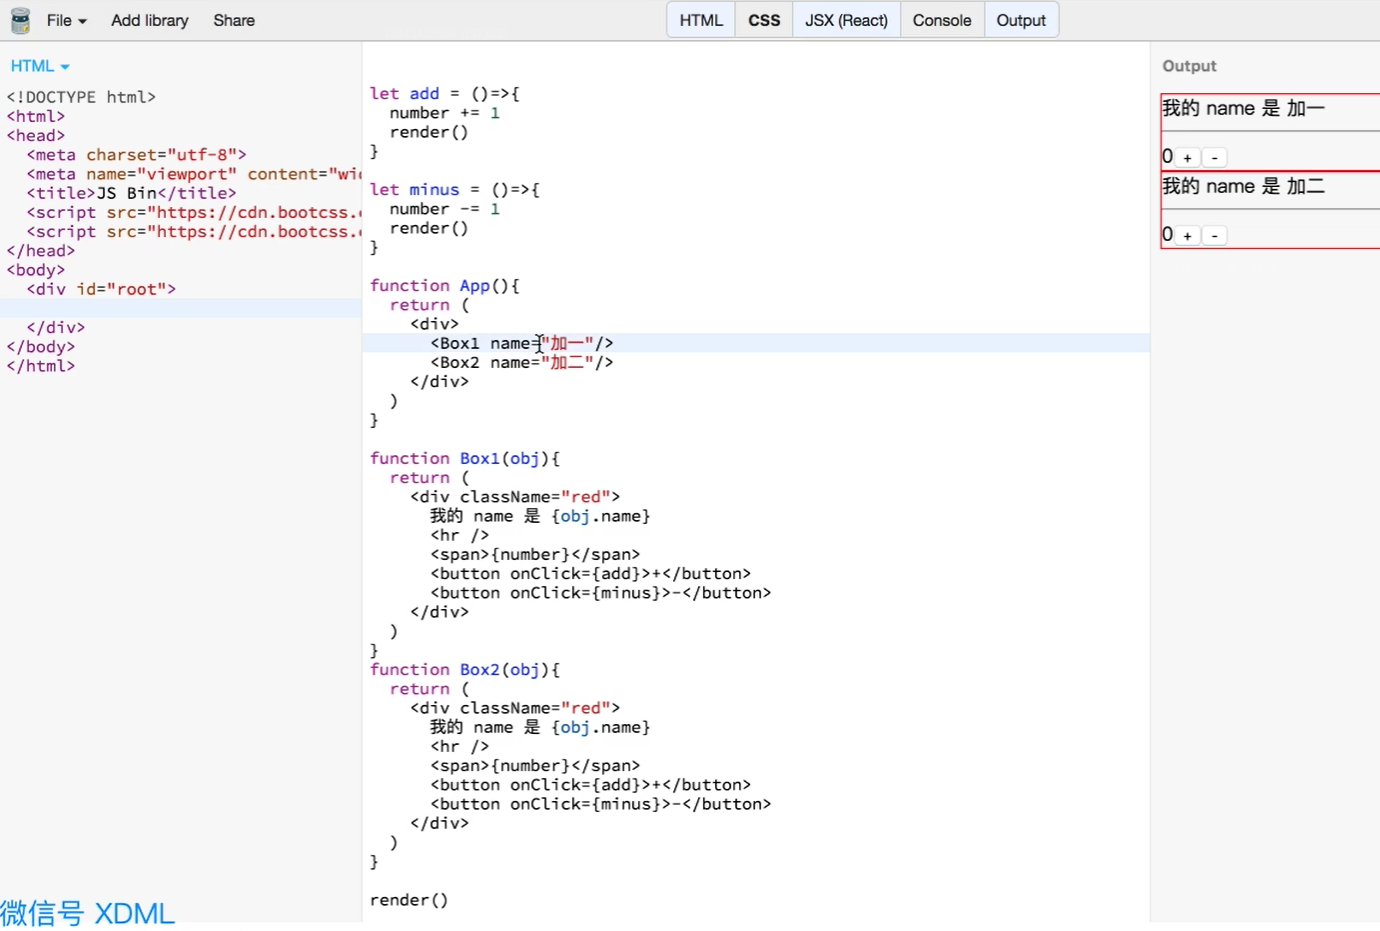 File Add library Share HTML CSS JSX (React) Console Output
HTML
<!DOCTYPE html>
<html>
<head>
<meta charset="utf-8">
<meta name="viewport" content="wi
<title>JS Bin</title>
<script src="https://cdn.bootcss.
<script src="https://cdn.bootcss.
</head>
<body>
<div id="root">
</div>
</body>
</html>
let add = ()=>{
number += 1
render()
}
let minus = ()=>{
number -= 1
render()
}
function App(){
return (
<div>
<Box1 name="加一"/>
<Box2 name="加二"/>
</div>
)
}
function Box1(obj){
return (
<div className="red">
我的 name 是 {obj.name}
<hr />
<span>{number}</span>
<button onClick={add}>+</button>
<button onClick={minus}>-</button>
</div>
)
}
function Box2(obj){
return (
<div className="red">
我的 name 是 {obj.name}
<hr />
<span>{number}</span>
<button onClick={add}>+</button>
<button onClick={minus}>-</button>
</div>
)
}
render()
Output
我的 name 是 加一
0 + -
我的 name 是 加二
0 + -
微信号 XDML